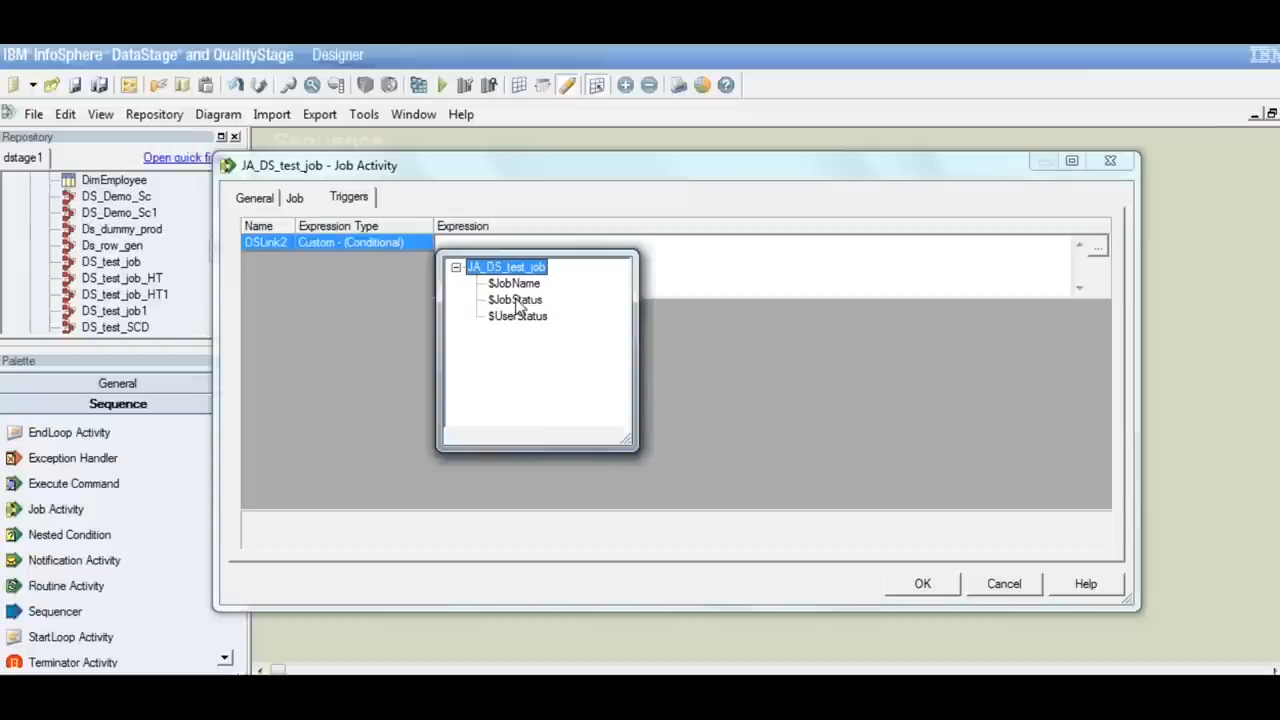 IBM InfoSphere DataStage and QualityStage Designer
IBM
File Edit View Repository Diagram Import Export Tools Window Help
Repository
dstage1 Open quick fi
DimEmployee
DS_Demo_Sc
DS_Demo_Sc1
Ds_dummy_prod
Ds_row_gen
DS_test_job
DS_test_job_HT
DS_test_job_HT1
DS_test_job1
DS_test_SCD
Palette
General
Sequence
EndLoop Activity
Exception Handler
Execute Command
Job Activity
Nested Condition
Notification Activity
Routine Activity
Sequencer
StartLoop Activity
Terminator Activity
Sequence
JA_DS_test_job - Job Activity
General Job Triggers
Name Expression Type Expression
DSLink2 Custom - (Conditional)
...
JA_DS_test_job
$JobName
$JobStatus
$UserStatus
OK Cancel Help